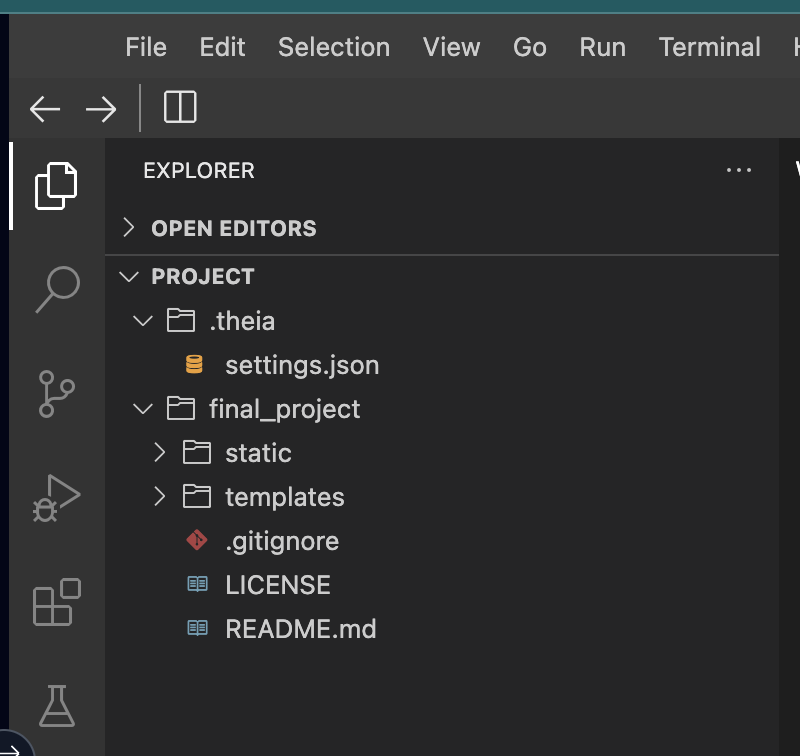 File Edit Selection View Go Run Terminal
EXPLORER
OPEN EDITORS
PROJECT
.theia
settings.json
final_project
static
templates
.gitignore
LICENSE
README.md